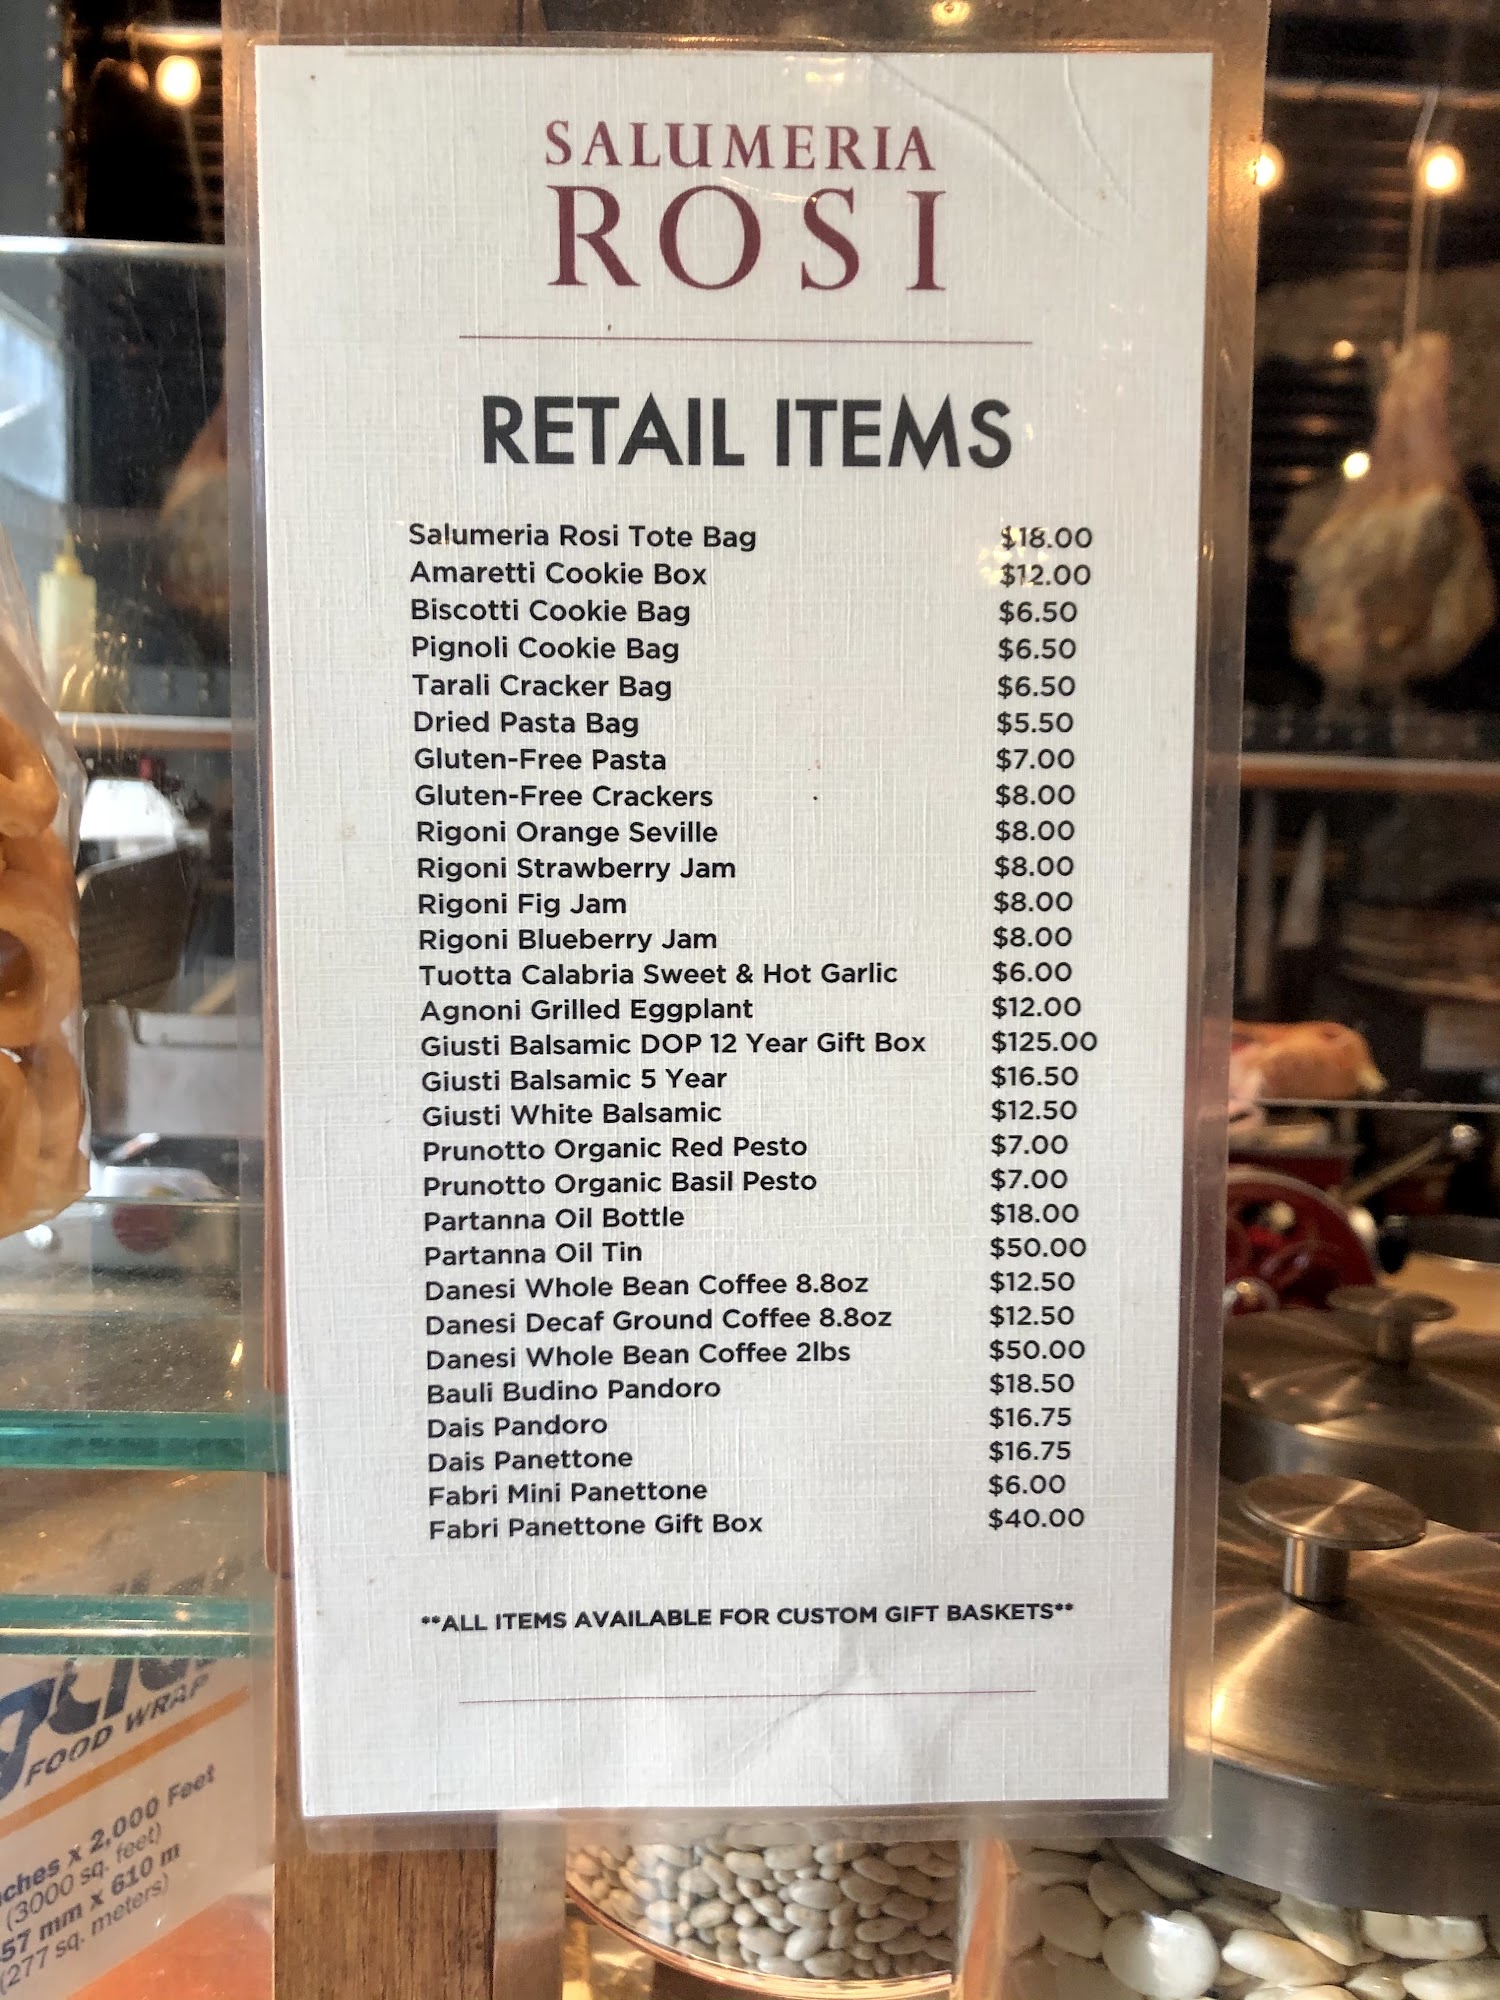 SALUMERIA
ROSI
RETAIL ITEMS
Salumeria Rosi Tote Bag $18.00
Amaretti Cookie Box $12.00
Biscotti Cookie Bag $6.50
Pignoli Cookie Bag $6.50
Tarali Cracker Bag $6.50
Dried Pasta Bag $5.50
Gluten-Free Pasta $7.00
Gluten-Free Crackers $8.00
Rigoni Orange Seville $8.00
Rigoni Strawberry Jam $8.00
Rigoni Fig Jam $8.00
Rigoni Blueberry Jam $8.00
Tuotta Calabria Sweet & Hot Garlic $6.00
Agnoni Grilled Eggplant $12.00
Giusti Balsamic DOP 12 Year Gift Box $125.00
Giusti Balsamic 5 Year $16.50
Giusti White Balsamic $12.50
Prunotto Organic Red Pesto $7.00
Prunotto Organic Basil Pesto $7.00
Partanna Oil Bottle $18.00
Partanna Oil Tin $50.00
Danesi Whole Bean Coffee 8.8oz $12.50
Danesi Decaf Ground Coffee 8.8oz $12.50
Danesi Whole Bean Coffee 2lbs $50.00
Bauli Budino Pandoro $18.50
Dais Pandoro $16.75
Dais Panettone $16.75
Fabri Mini Panettone $6.00
Fabri Panettone Gift Box $40.00
**ALL ITEMS AVAILABLE FOR CUSTOM GIFT BASKETS**
FOOD WRAP
ches x 2,000 Feet
(3000 sq. feet)
57 mm x 610 m
(277 sq. meters)